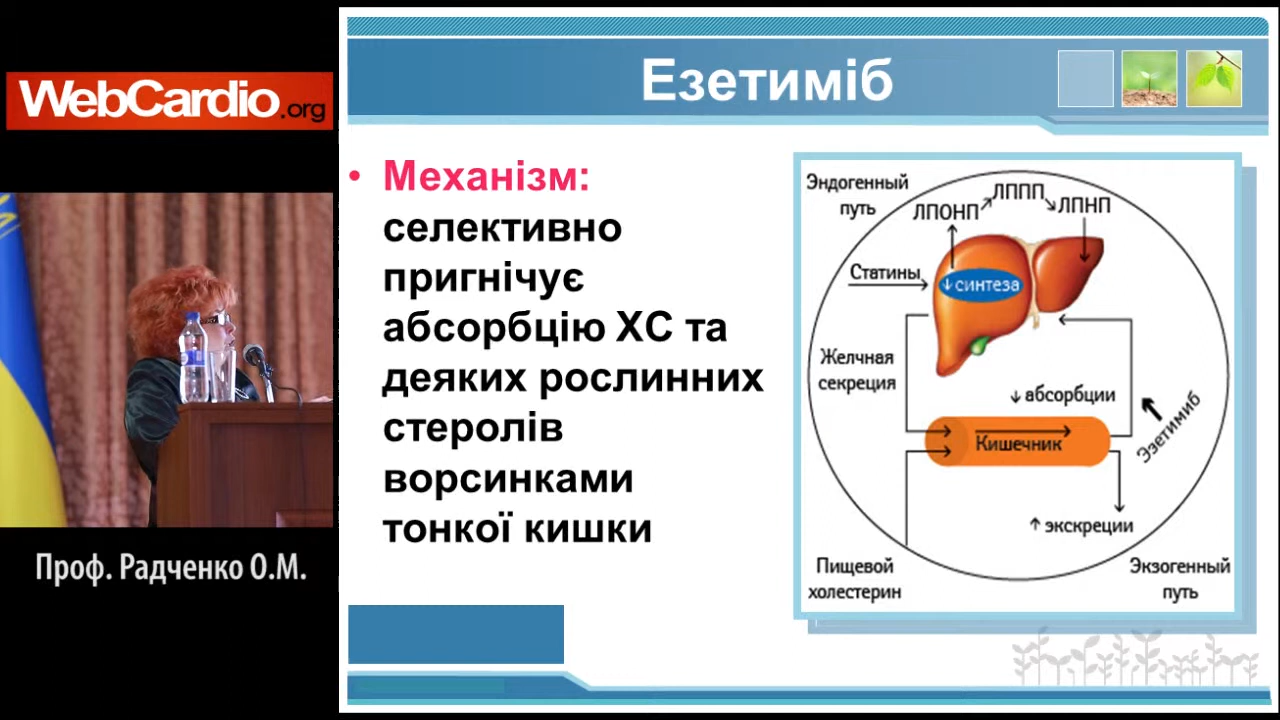 WebCardio.org
Проф. Радченко О.М.
Езетиміб
• Механізм:
селективно
пригнічує
абсорбцію ХС та
деяких рослинних
стеролів
ворсинками
тонкої кишки
Эндогенный
путь
ЛПОНП
ЛППП
ЛПНП
Статины
↓ синтеза
Желчная
секреция
↓ абсорбции
Эзетимиб
Кишечник
↑ экскреции
Пищевой
холестерин
Экзогенный
путь